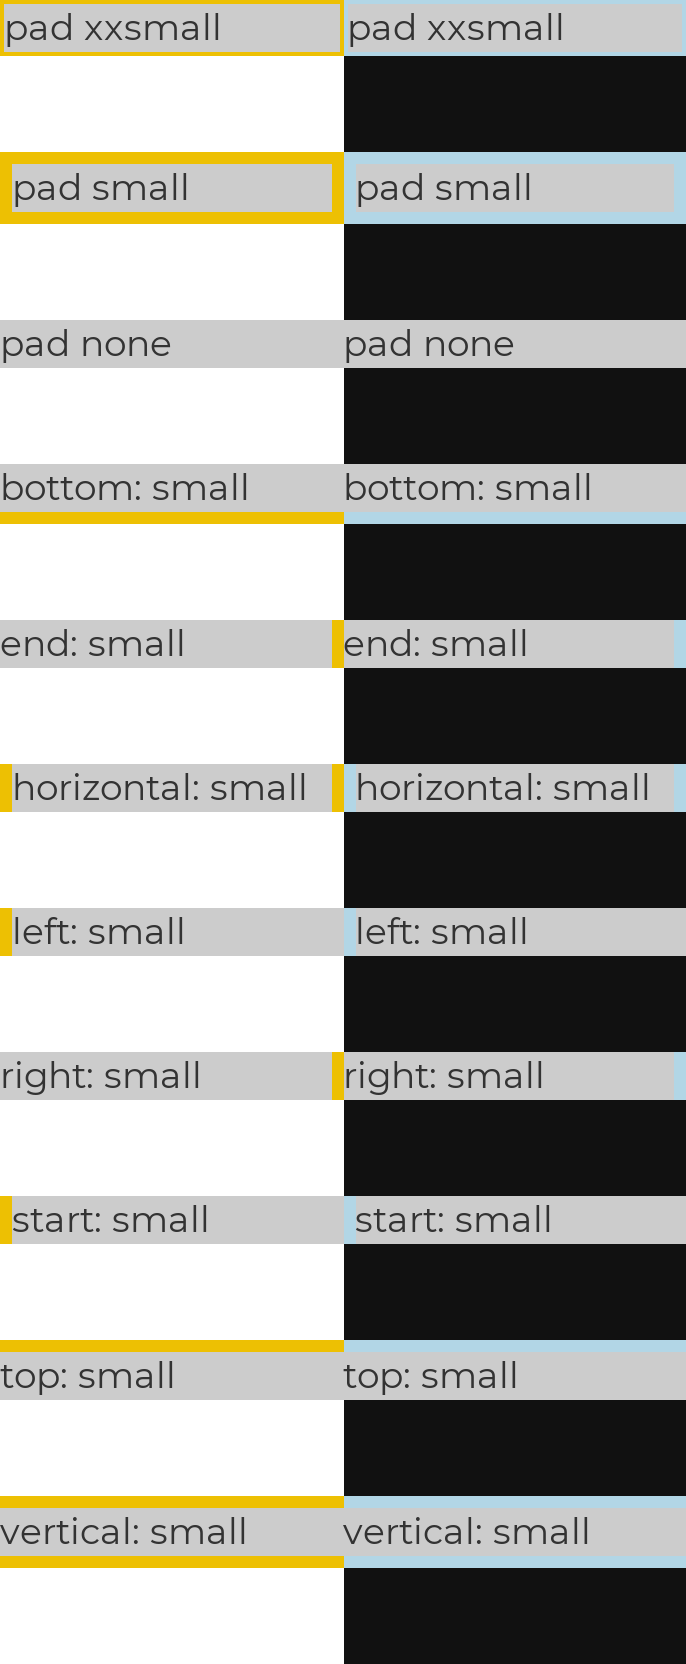 pad xxsmall pad xxsmall
pad small pad small
pad none pad none
bottom: small bottom: small
end: small end: small
horizontal: small horizontal: small
left: small left: small
right: small right: small
start: small start: small
top: small top: small
vertical: small vertical: small